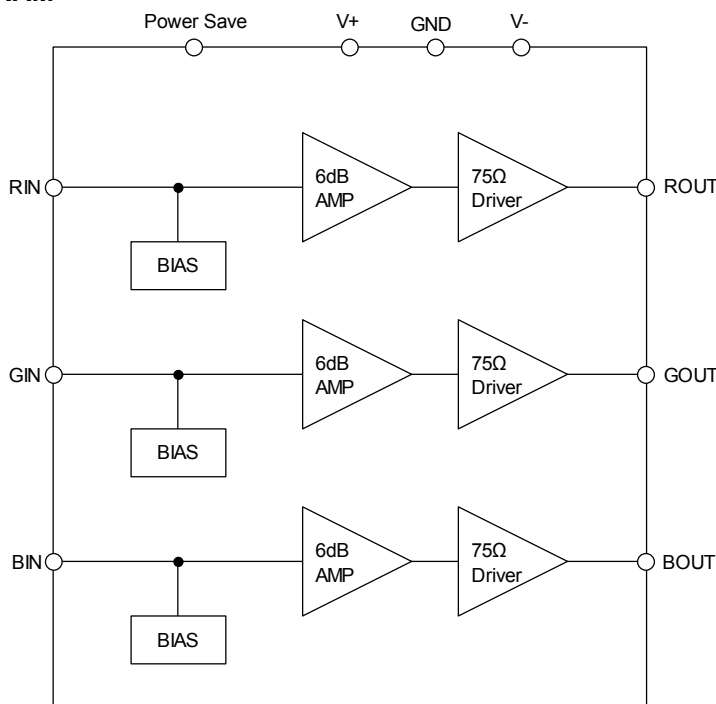 Power Save V+ GND V-
RIN
6dB
AMP
75Ω
Driver
ROUT
BIAS
GIN
6dB
AMP
75Ω
Driver
GOUT
BIAS
BIN
6dB
AMP
75Ω
Driver
BOUT
BIAS